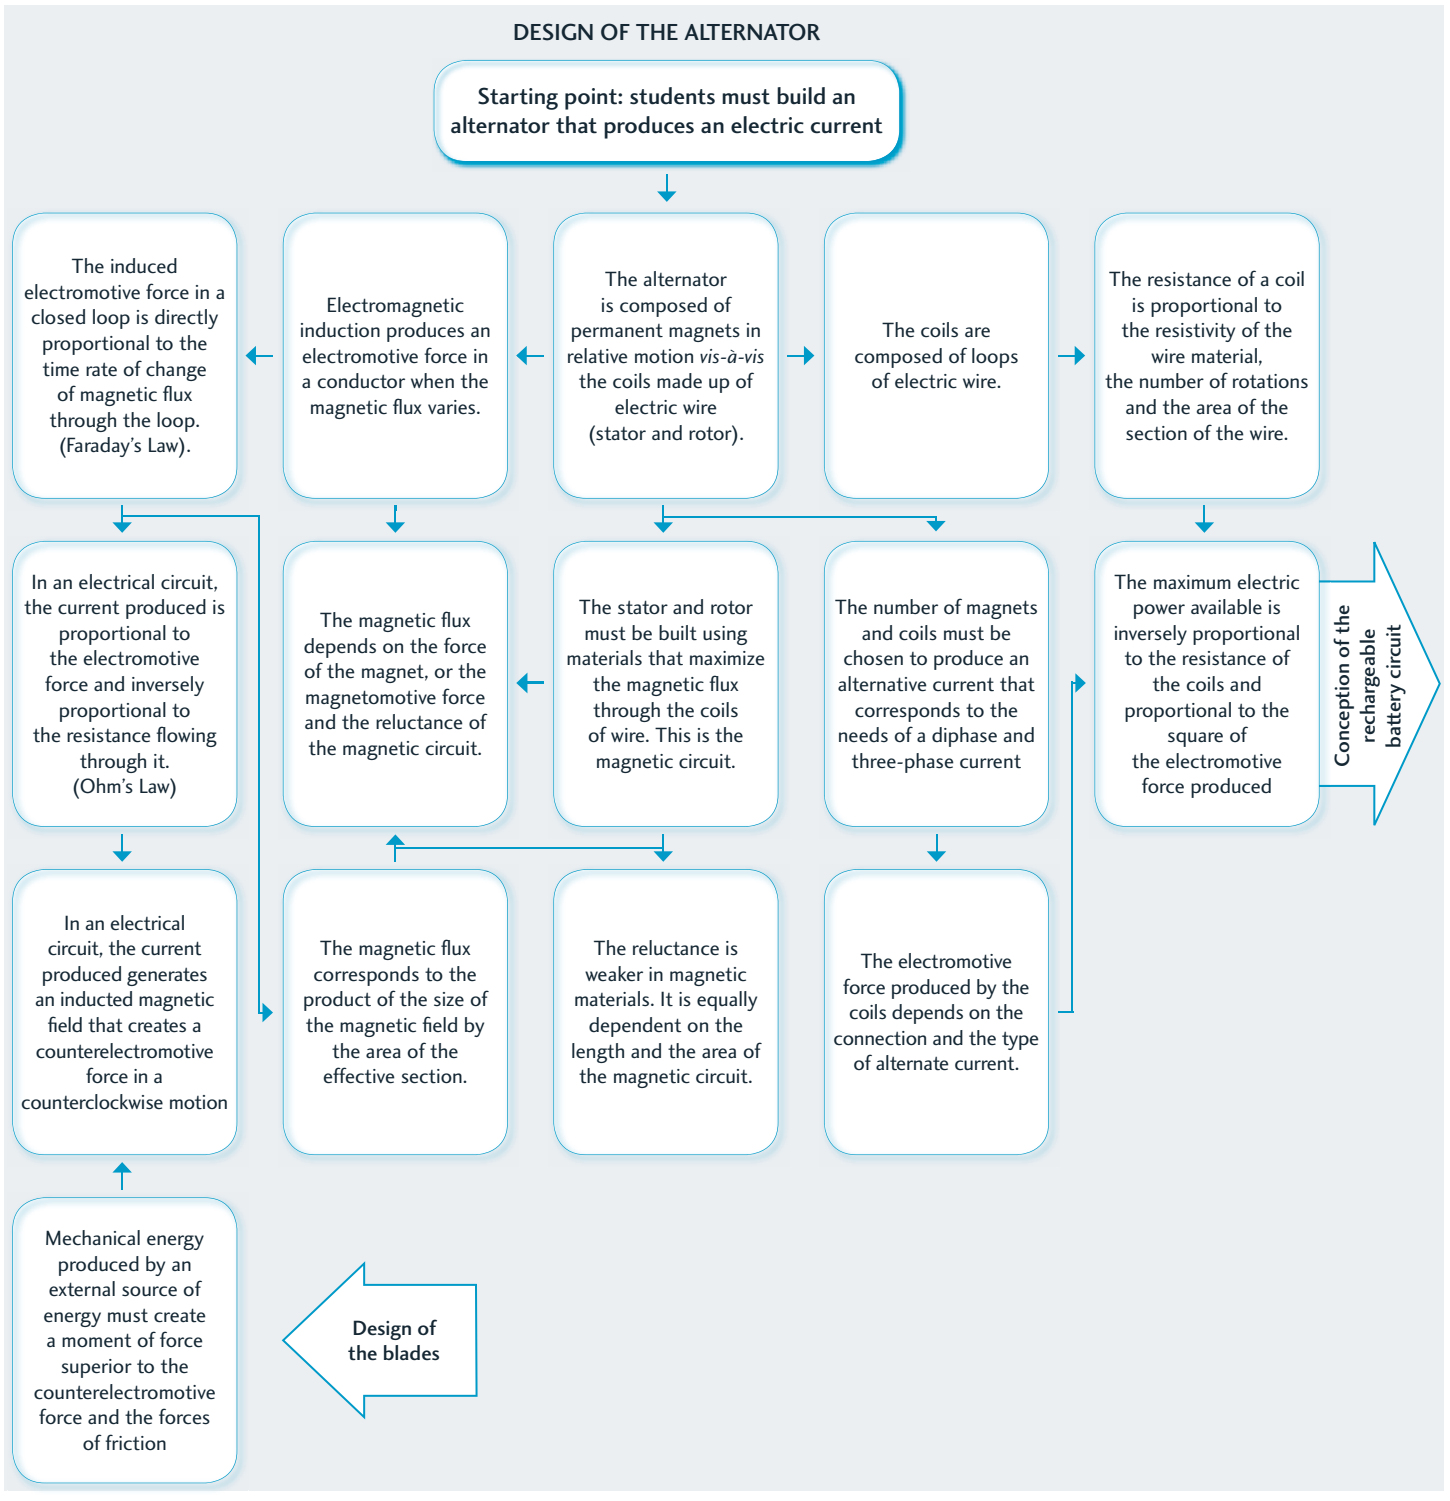 DESIGN OF THE ALTERNATOR
Starting point: students must build an
alternator that produces an electric current
The induced
electromotive force in a
closed loop is directly
proportional to the
time rate of change
of magnetic flux
through the loop.
(Faraday's Law).
Electromagnetic
induction produces an
electromotive force in
a conductor when the
magnetic flux varies.
The alternator
is composed of
permanent magnets in
relative motion vis-à-vis
the coils made up of
electric wire
(stator and rotor).
The coils are
composed of loops
of electric wire.
The resistance of a coil
is proportional to
the resistivity of the
wire material,
the number of rotations
and the area of the
section of the wire.
In an electrical circuit,
the current produced is
proportional to
the electromotive
force and inversely
proportional to
the resistance flowing
through it.
(Ohm's Law)
The magnetic flux
depends on the force
of the magnet, or the
magnetomotive force
and the reluctance of
the magnetic circuit.
The stator and rotor
must be built using
materials that maximize
the magnetic flux
through the coils
of wire. This is the
magnetic circuit.
The number of magnets
and coils must be
chosen to produce an
alternative current that
corresponds to the
needs of a diphase and
three-phase current
The maximum electric
power available is
inversely proportional
to the resistance of
the coils and
proportional to the
square of
the electromotive
force produced
Conception of the
rechargeable
battery circuit
In an electrical
circuit, the current
produced generates
an inducted magnetic
field that creates a
counterelectromotive
force in a
counterclockwise motion
The magnetic flux
corresponds to the
product of the size of
the magnetic field by
the area of the
effective section.
The reluctance is
weaker in magnetic
materials. It is equally
dependent on the
length and the area of
the magnetic circuit.
The electromotive
force produced by the
coils depends on the
connection and the type
of alternate current.
Mechanical energy
produced by an
external source of
energy must create
a moment of force
superior to the
counterelectromotive
force and the forces
of friction
Design of
the blades